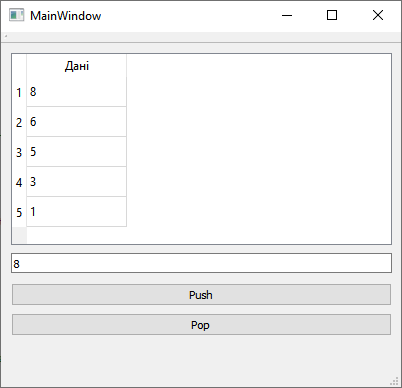 MainWindow
Дані
1 8
2 6
3 5
4 3
5 1
8
Push
Pop